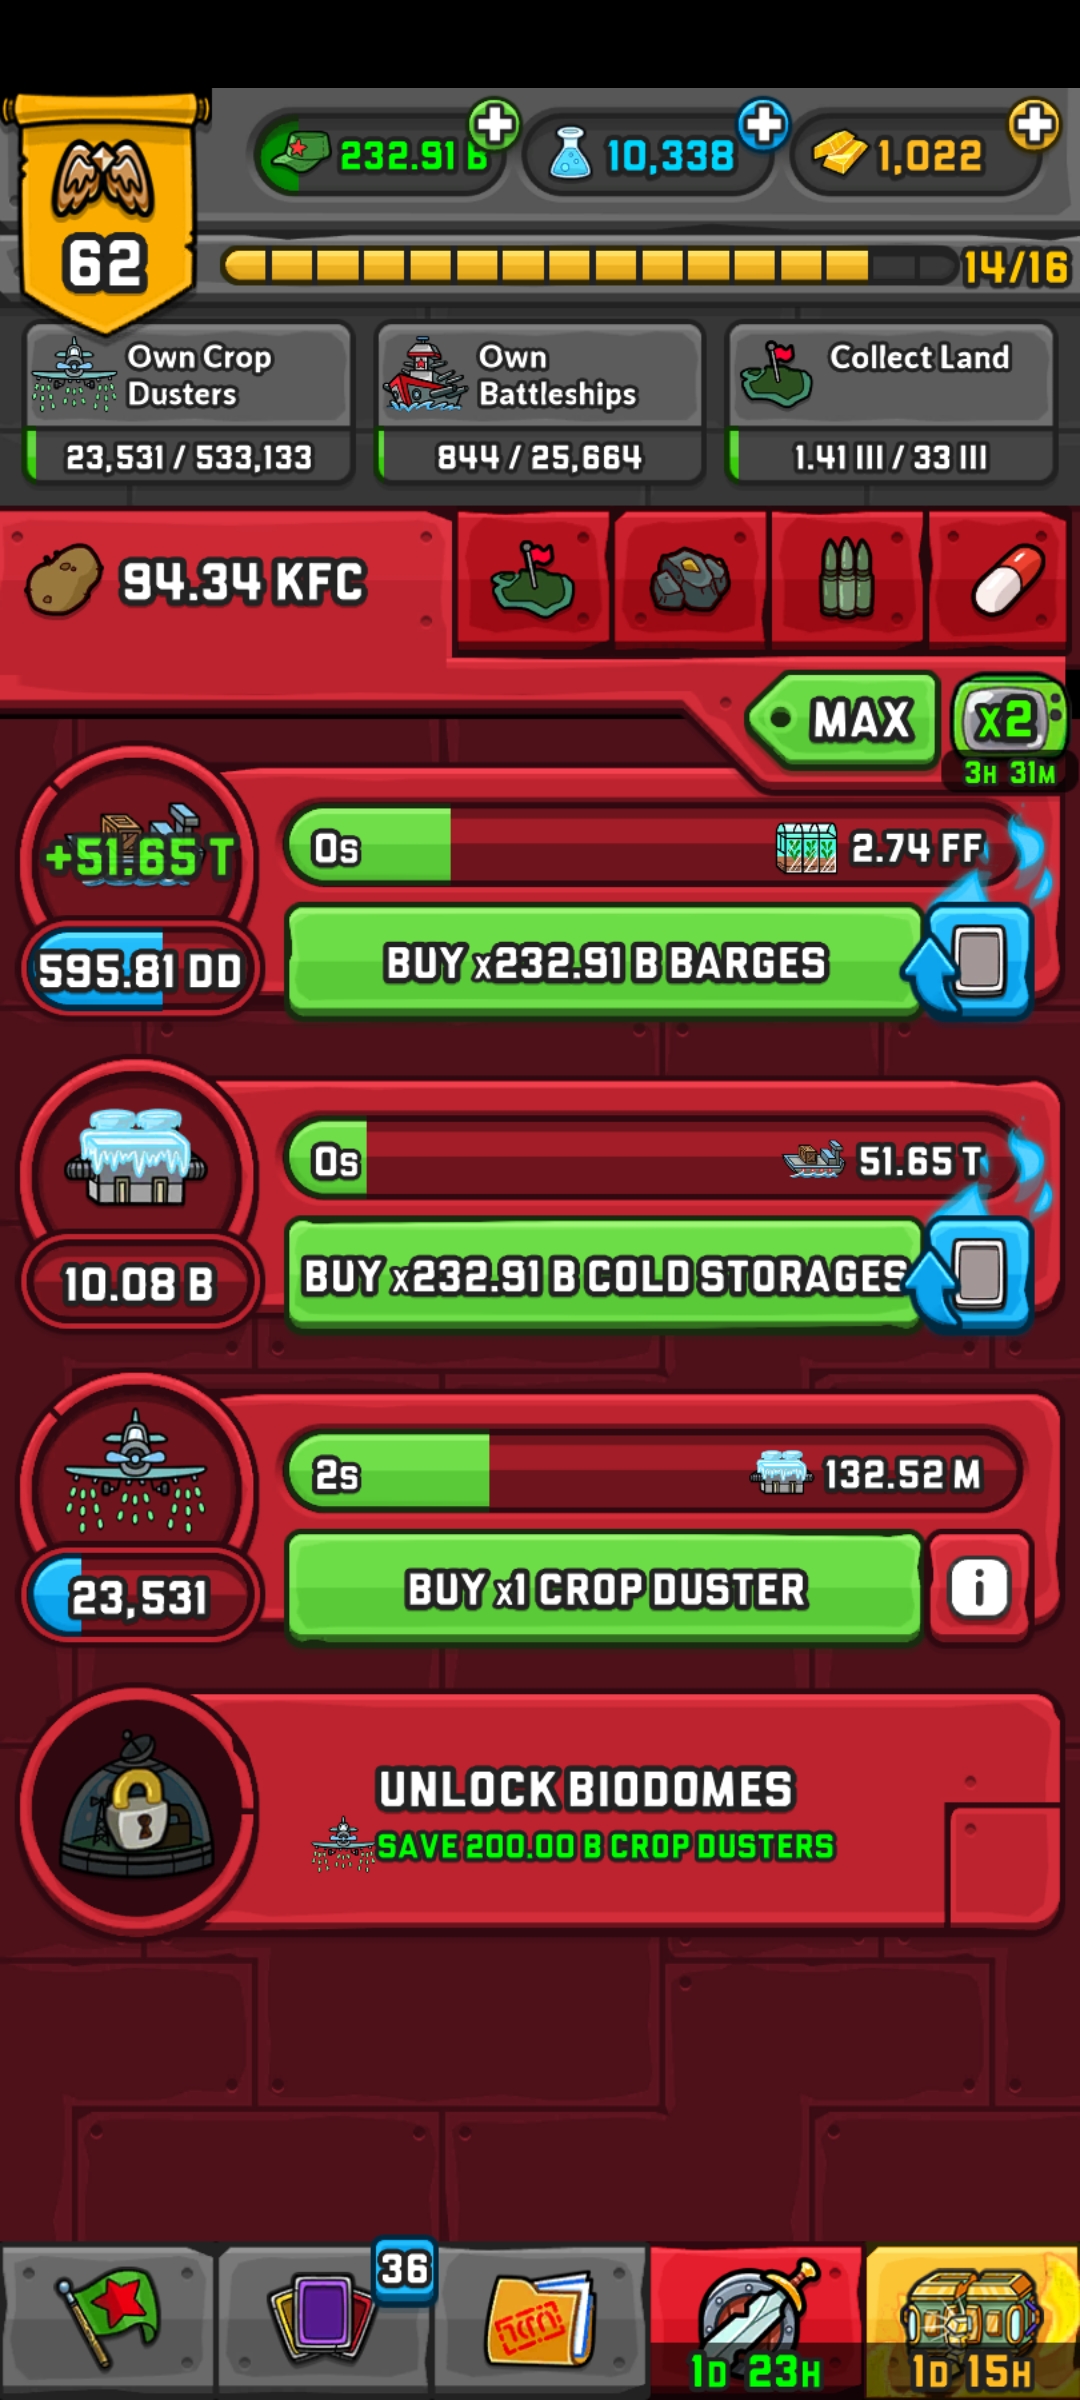 232.91 B
10,338
1,022
62
14/16
Own Crop
Dusters
Own
Battleships
Collect Land
23,531 / 533,133
844 / 25,664
1.41 III / 33 III
94.34 KFC
MAX
x2
3H 31M
+51.65 T
0s
2.74 FF
595.81 DD
BUY x232.91 B BARGES
0s
51.65 T
10.08 B
BUY x232.91 B COLD STORAGES
2s
132.52 M
23,531
BUY x1 CROP DUSTER
i
UNLOCK BIODOMES
SAVE 200.00 B CROP DUSTERS
36
1D 23H
1D 15H